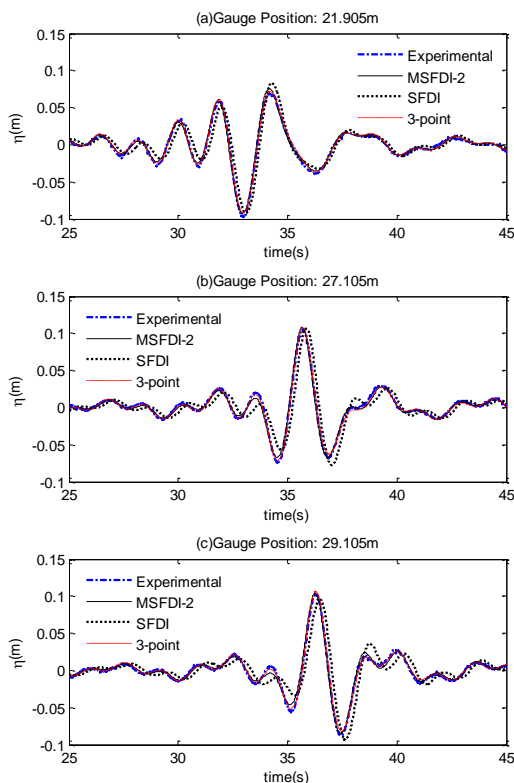 (a)Gauge Position: 21.905m
0.15
0.1
0.05
0
-0.05
-0.1
η(m)
Experimental
MSFDI-2
SFDI
3-point
25 30 35 40 45
time(s)
(b)Gauge Position: 27.105m
0.15
0.1
0.05
0
-0.05
-0.1
η(m)
Experimental
MSFDI-2
SFDI
3-point
25 30 35 40 45
time(s)
(c)Gauge Position: 29.105m
0.15
0.1
0.05
0
-0.05
-0.1
η(m)
Experimental
MSFDI-2
SFDI
3-point
25 30 35 40 45
time(s)